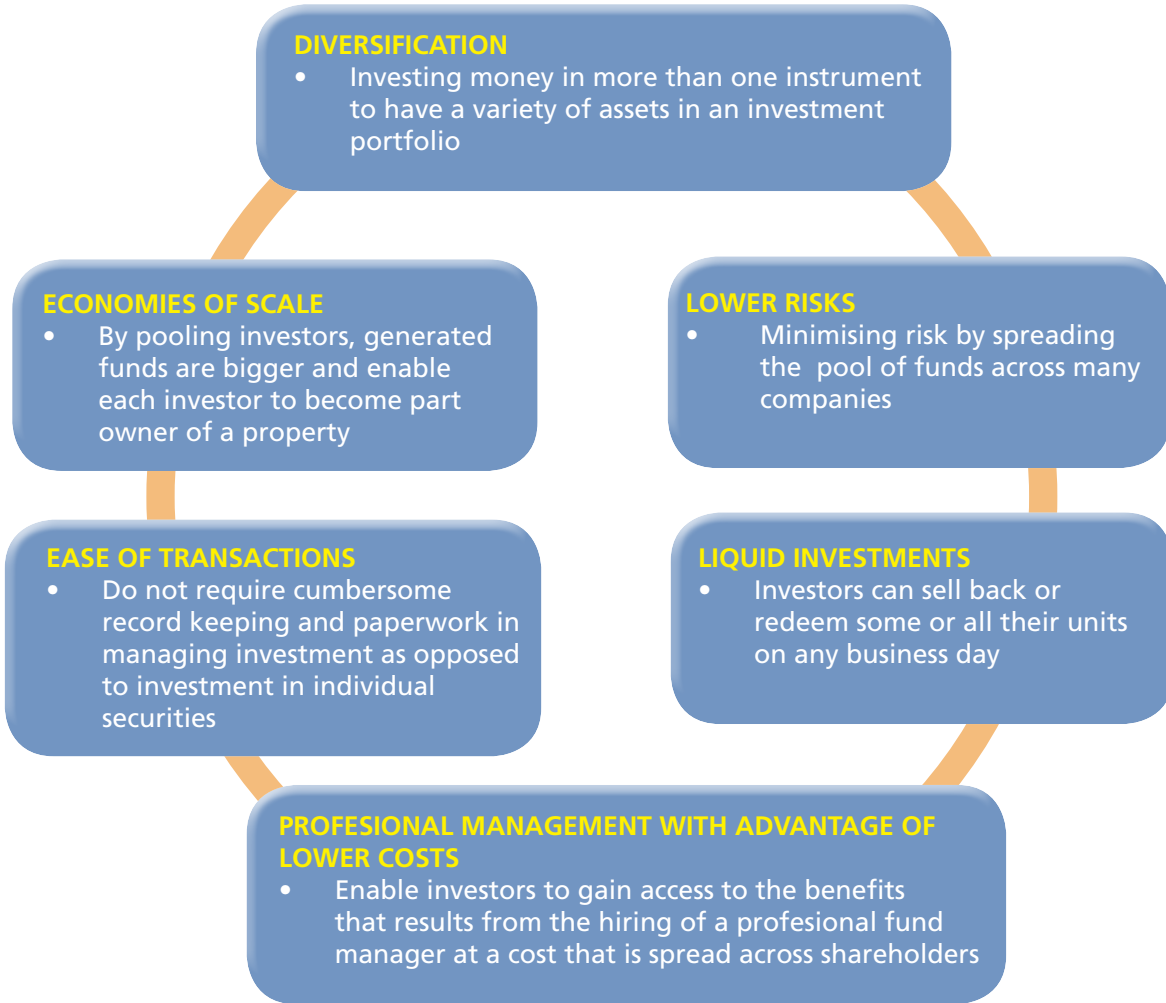 DIVERSIFICATION
• Investing money in more than one instrument
to have a variety of assets in an investment
portfolio
ECONOMIES OF SCALE
• By pooling investors, generated
funds are bigger and enable
each investor to become part
owner of a property
LOWER RISKS
• Minimising risk by spreading
the pool of funds across many
companies
EASE OF TRANSACTIONS
• Do not require cumbersome
record keeping and paperwork in
managing investment as opposed
to investment in individual
securities
LIQUID INVESTMENTS
• Investors can sell back or
redeem some or all their units
on any business day
PROFESIONAL MANAGEMENT WITH ADVANTAGE OF
LOWER COSTS
• Enable investors to gain access to the benefits
that results from the hiring of a profesional fund
manager at a cost that is spread across shareholders